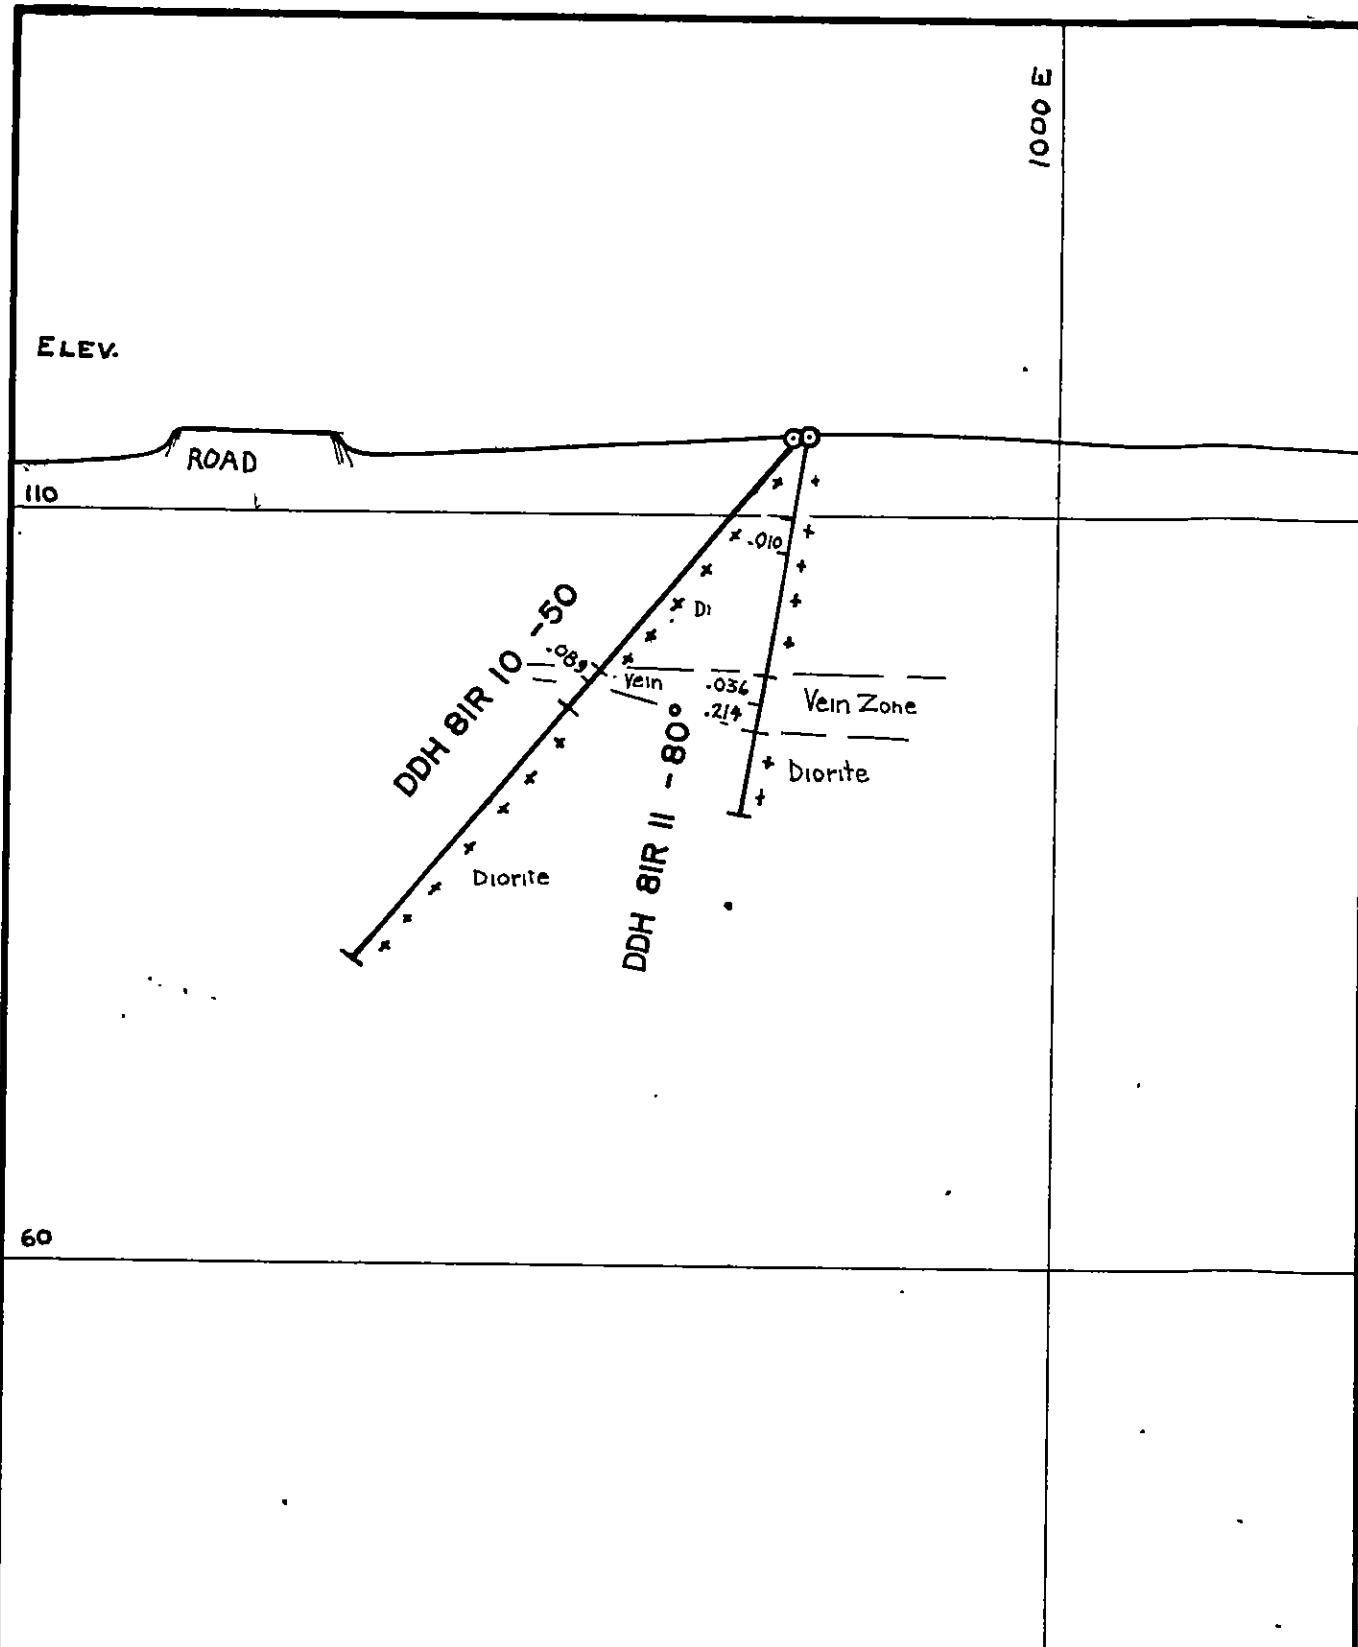 1000 E
ELEV.
ROAD
110
.010
DI
DDH 81R 10 -50
.089
Vein
.036
Vein Zone
.214
DDH 81R 11 -80°
Diorite
Diorite
60